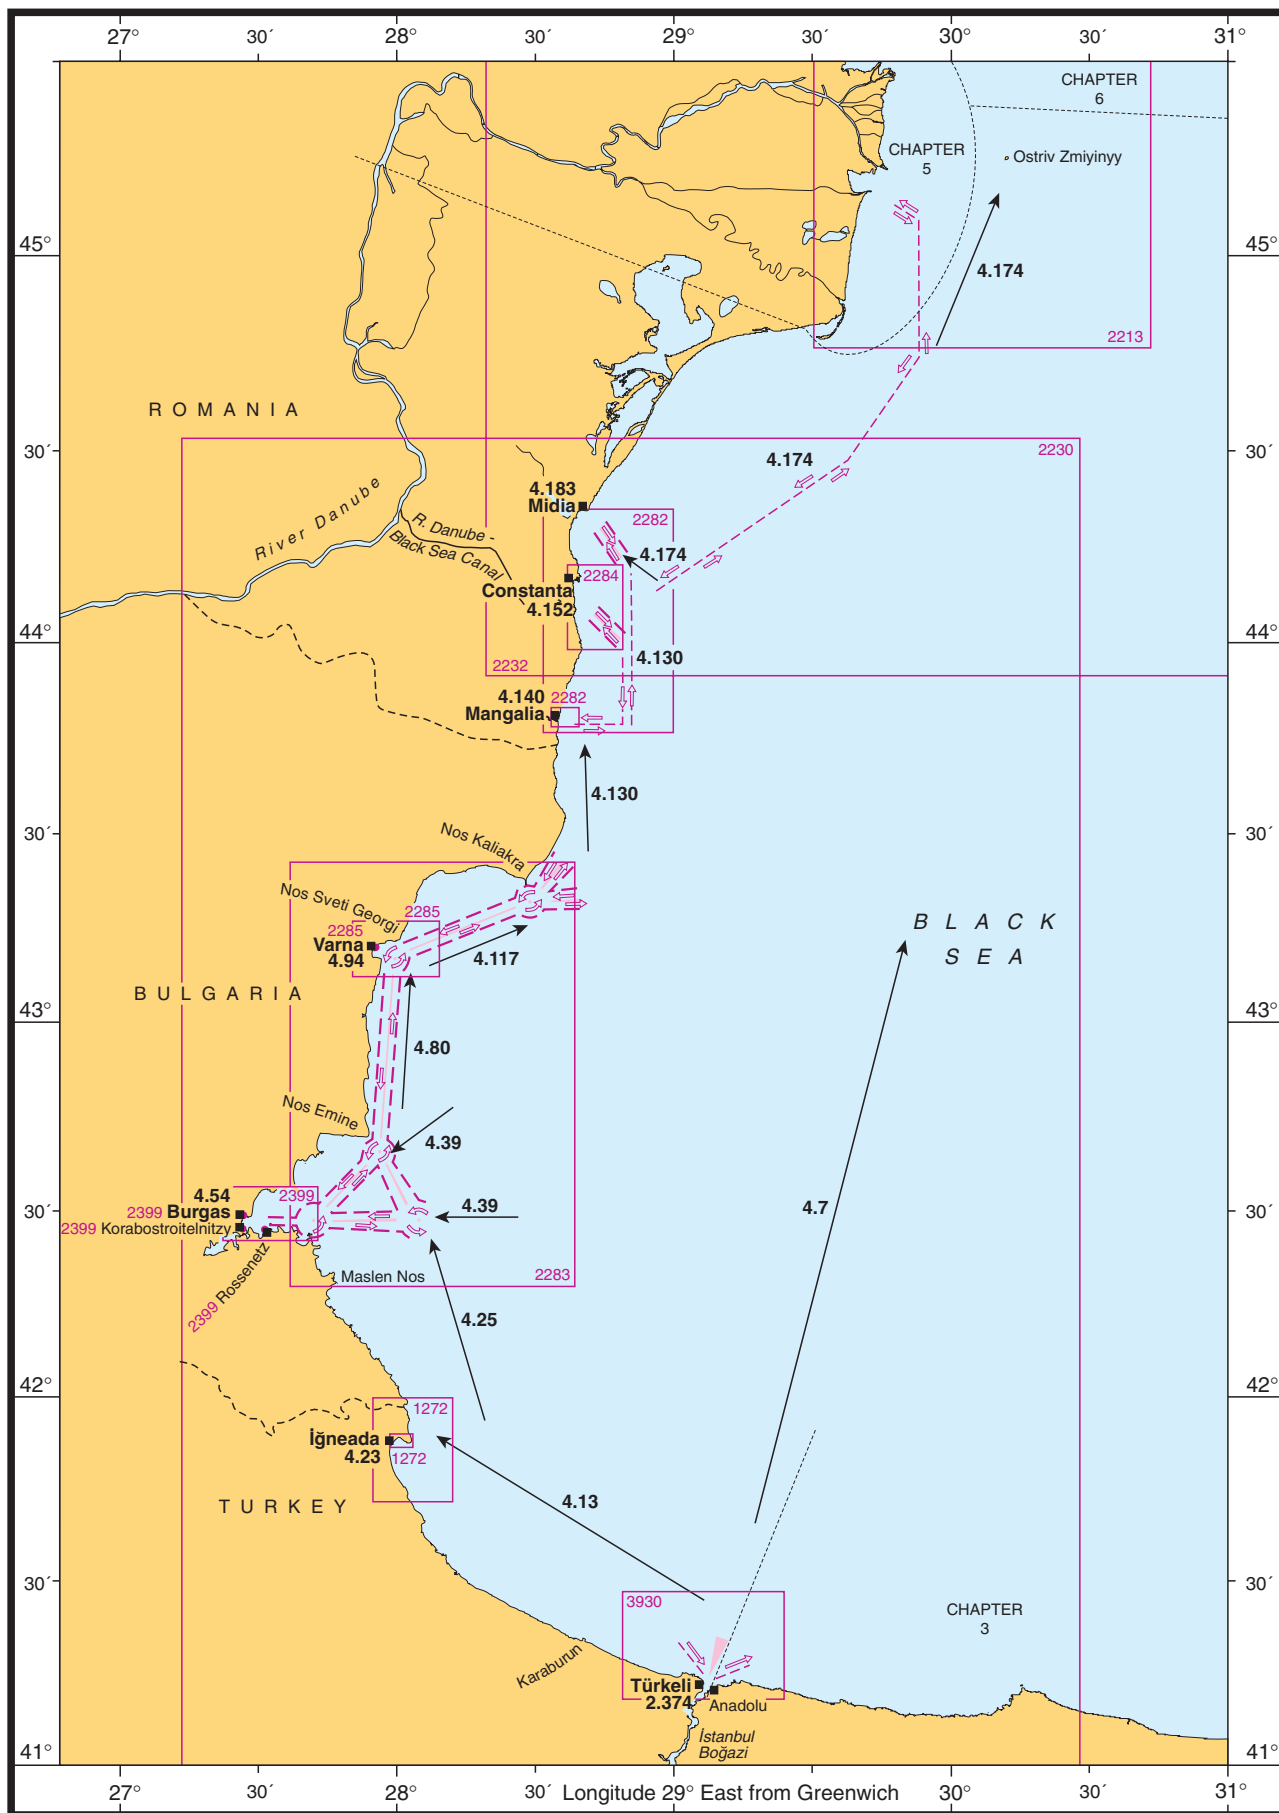 27°
30´
28°
30´
29°
30´
30°
30´
31°
CHAPTER
6
CHAPTER
5
Ostriv Zmiyinyy
45°
45°
4.174
2213
ROMANIA
30´
30´
2230
4.174
4.183
Midia
2282
River Danube
R. Danube -
Black Sea Canal
4.174
2284
Constanţa
4.152
44°
44°
4.130
2232
4.140
2282
Mangalia
4.130
30´
30´
Nos Kaliakra
Nos Sveti Georgi
2285
2285
Varna
4.94
4.117
BLACK
SEA
BULGARIA
43°
43°
4.80
Nos Emine
4.39
4.54
2399
2399 Burgas
4.39
4.7
30´
30´
2399 Korabostroitelnitzy
2399 Rossenetz
Maslen Nos
2283
4.25
42°
42°
1272
İğneada
4.23
1272
TURKEY
4.13
30´
30´
3930
CHAPTER
3
Karaburun
Türkeli
2.374
Anadolu
İstanbul
Boğazi
41°
41°
27°
30´
28°
30´
Longitude 29° East from Greenwich
30°
30´
31°